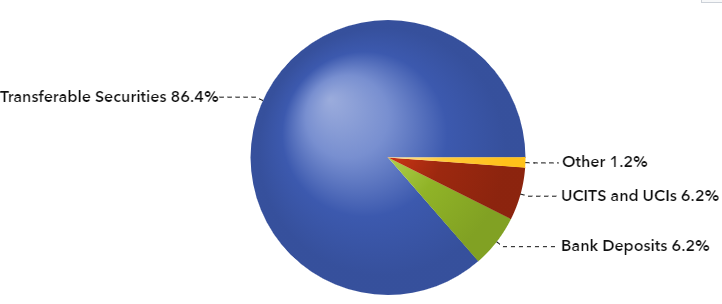 Transferable Securities 86.4%
Other 1.2%
UCITS and UCIs 6.2%
Bank Deposits 6.2%